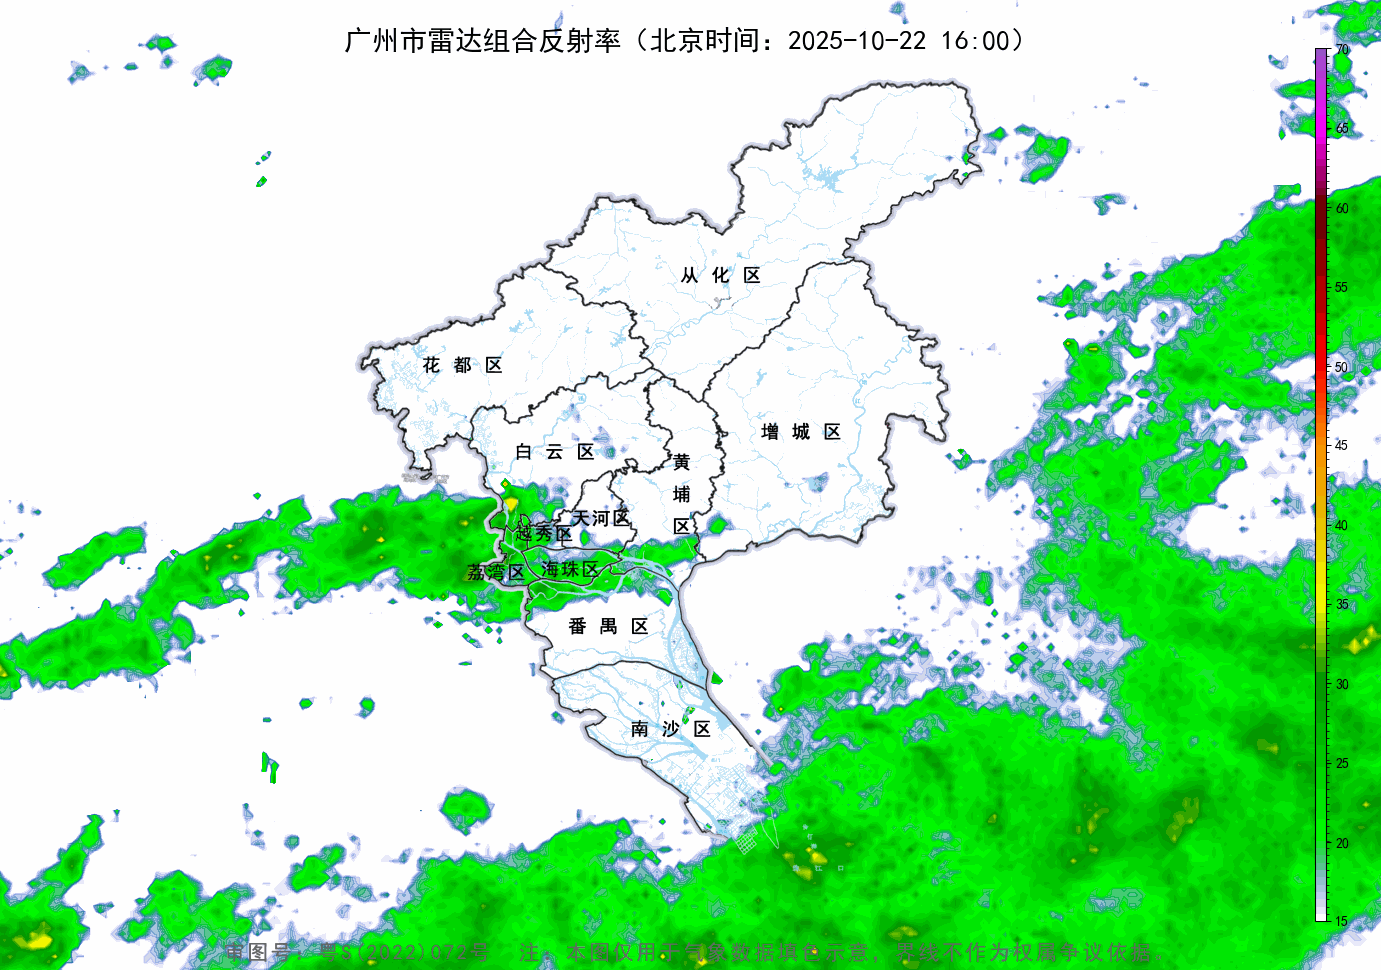 广州市雷达组合反射率（北京时间：2025-10-22 16:00）
70
65
60
55
50
45
40
35
30
25
20
15
从化区
花都区
增城区
白云区
黄埔区
天河区
越秀区
荔湾区
海珠区
番禺区
南沙区
审图号：粤S(2022)072号 注：本图仅用于气象数据填色示意，界线不作为权属争议依据.